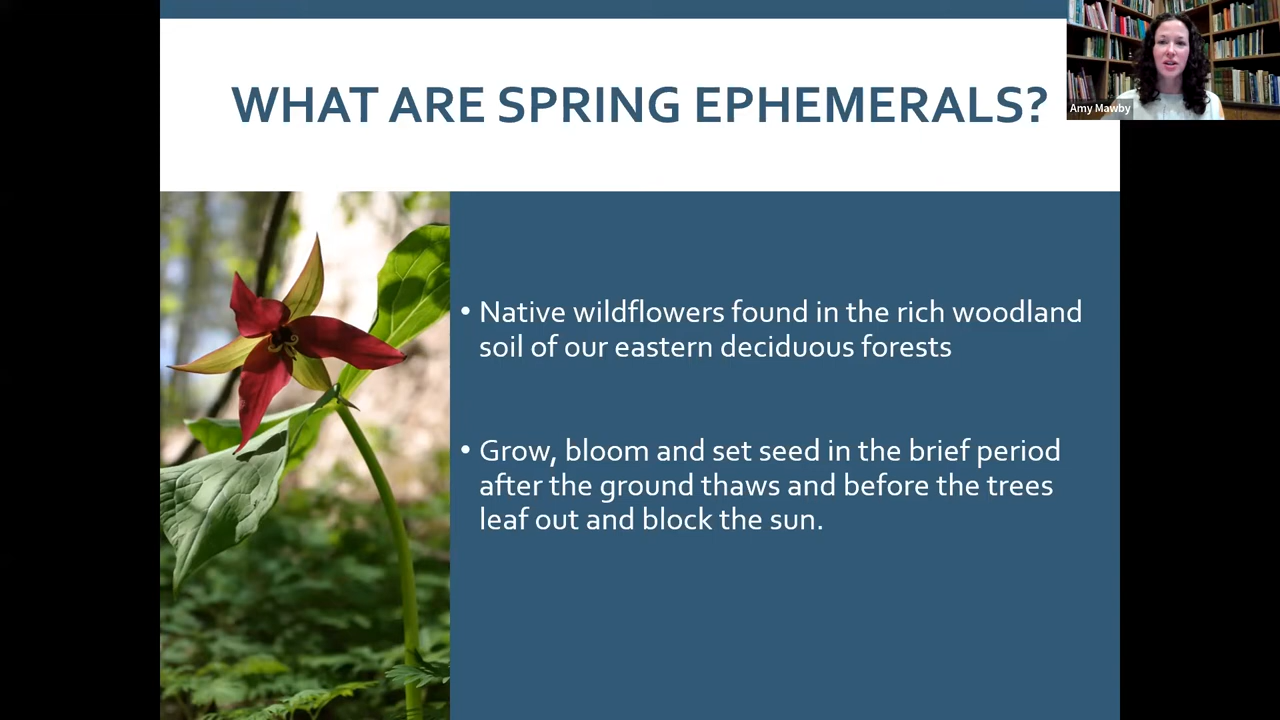 WHAT ARE SPRING EPHEMERALS?
Amy Mawby
• Native wildflowers found in the rich woodland
soil of our eastern deciduous forests
• Grow, bloom and set seed in the brief period
after the ground thaws and before the trees
leaf out and block the sun.